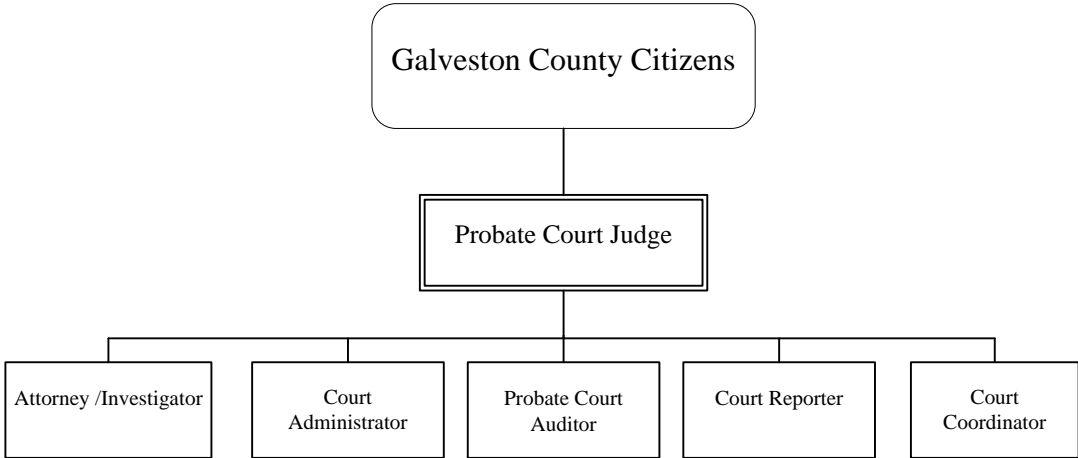 Galveston County Citizens
Probate Court Judge
Attorney /Investigator
Court
Administrator
Probate Court
Auditor
Court Reporter
Court
Coordinator